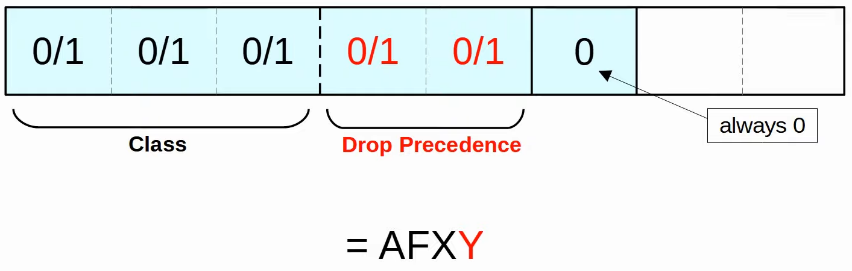 0/1 0/1 0/1 0/1 0/1 0
always 0
Class Drop Precedence
= AFXY